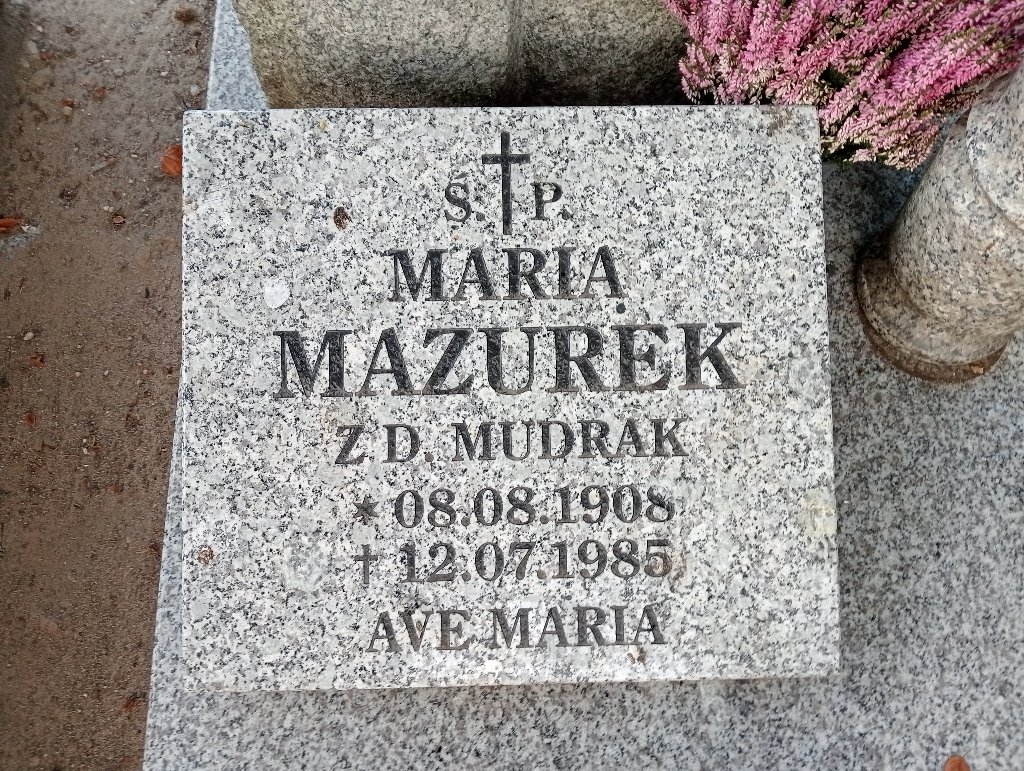 Ś. P.
MARIA
MAZUREK
Z D. MUDRAK
* 08.08.1908
† 12.07.1985
AVE MARIA